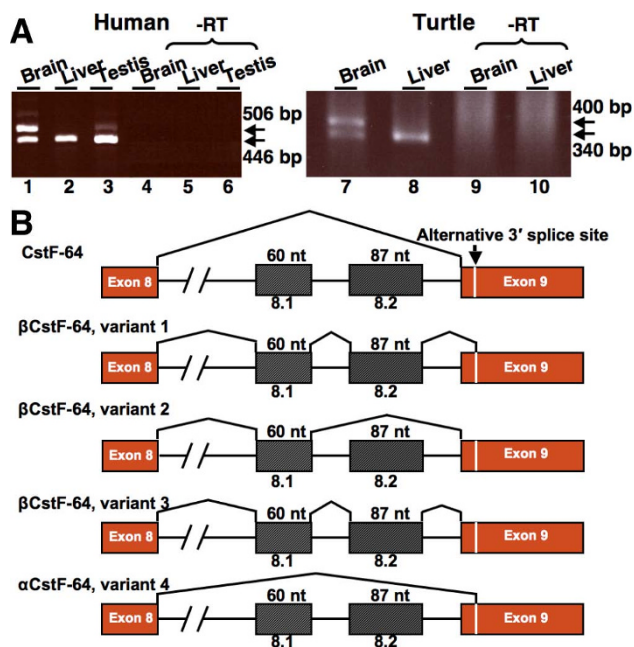 A
Human -RT
Brain Liver Testis Brain Liver Testis
506 bp
446 bp
1 2 3 4 5 6
Turtle -RT
Brain Liver Brain Liver
400 bp
340 bp
7 8 9 10
B
Alternative 3′ splice site
CstF-64
60 nt 87 nt
Exon 8 Exon 9
8.1 8.2
βCstF-64, variant 1
60 nt 87 nt
Exon 8 Exon 9
8.1 8.2
βCstF-64, variant 2
60 nt 87 nt
Exon 8 Exon 9
8.1 8.2
βCstF-64, variant 3
60 nt 87 nt
Exon 8 Exon 9
8.1 8.2
αCstF-64, variant 4
60 nt 87 nt
Exon 8 Exon 9
8.1 8.2